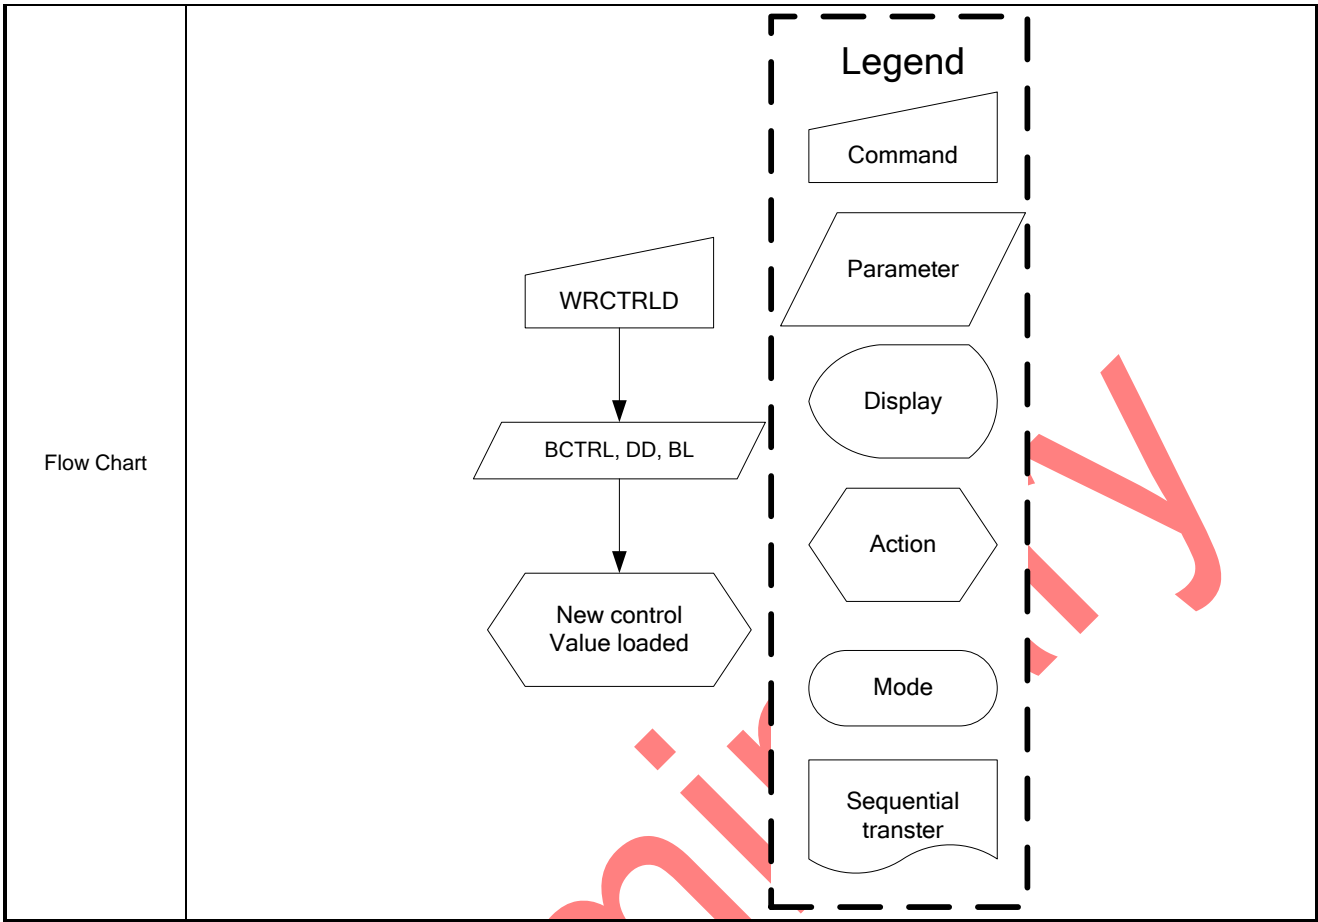 Flow Chart
WRCTRLD
BCTRL, DD, BL
New control
Value loaded
Legend
Command
Parameter
Display
Action
Mode
Sequential
transter